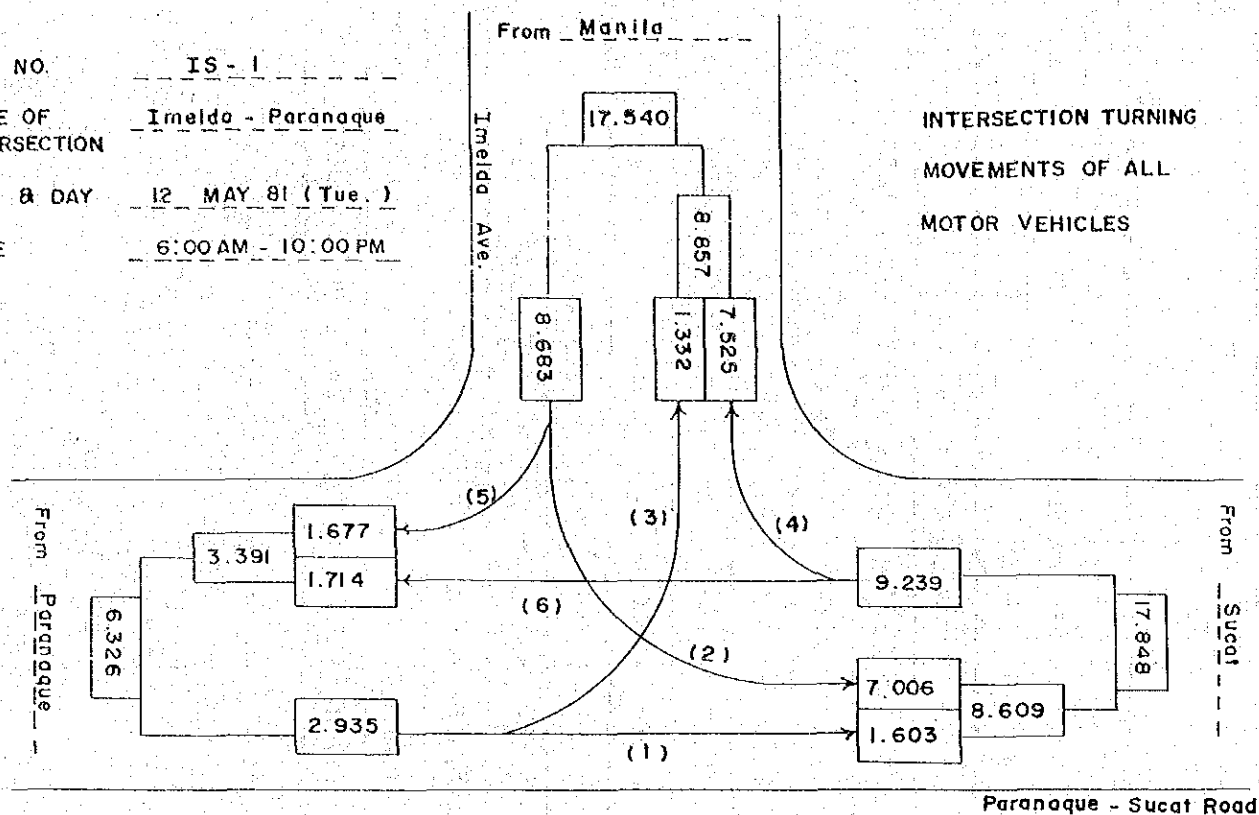 From Manila
NO. IS - 1
E OF Imelda - Paranaque
RSECTION
& DAY 12 MAY 81 (Tue.)
E 6:00 AM - 10:00 PM
INTERSECTION TURNING
MOVEMENTS OF ALL
MOTOR VEHICLES
Imelda Ave.
17.540
8.857
8.683
1.332
7.525
(5)
(3)
(4)
From Paranaque
6.326
3.391
1.677
1.714
2.935
(6)
(2)
(1)
9.239
7.006
1.603
8.609
17.848
From Sucat
Paranaque - Sucat Road